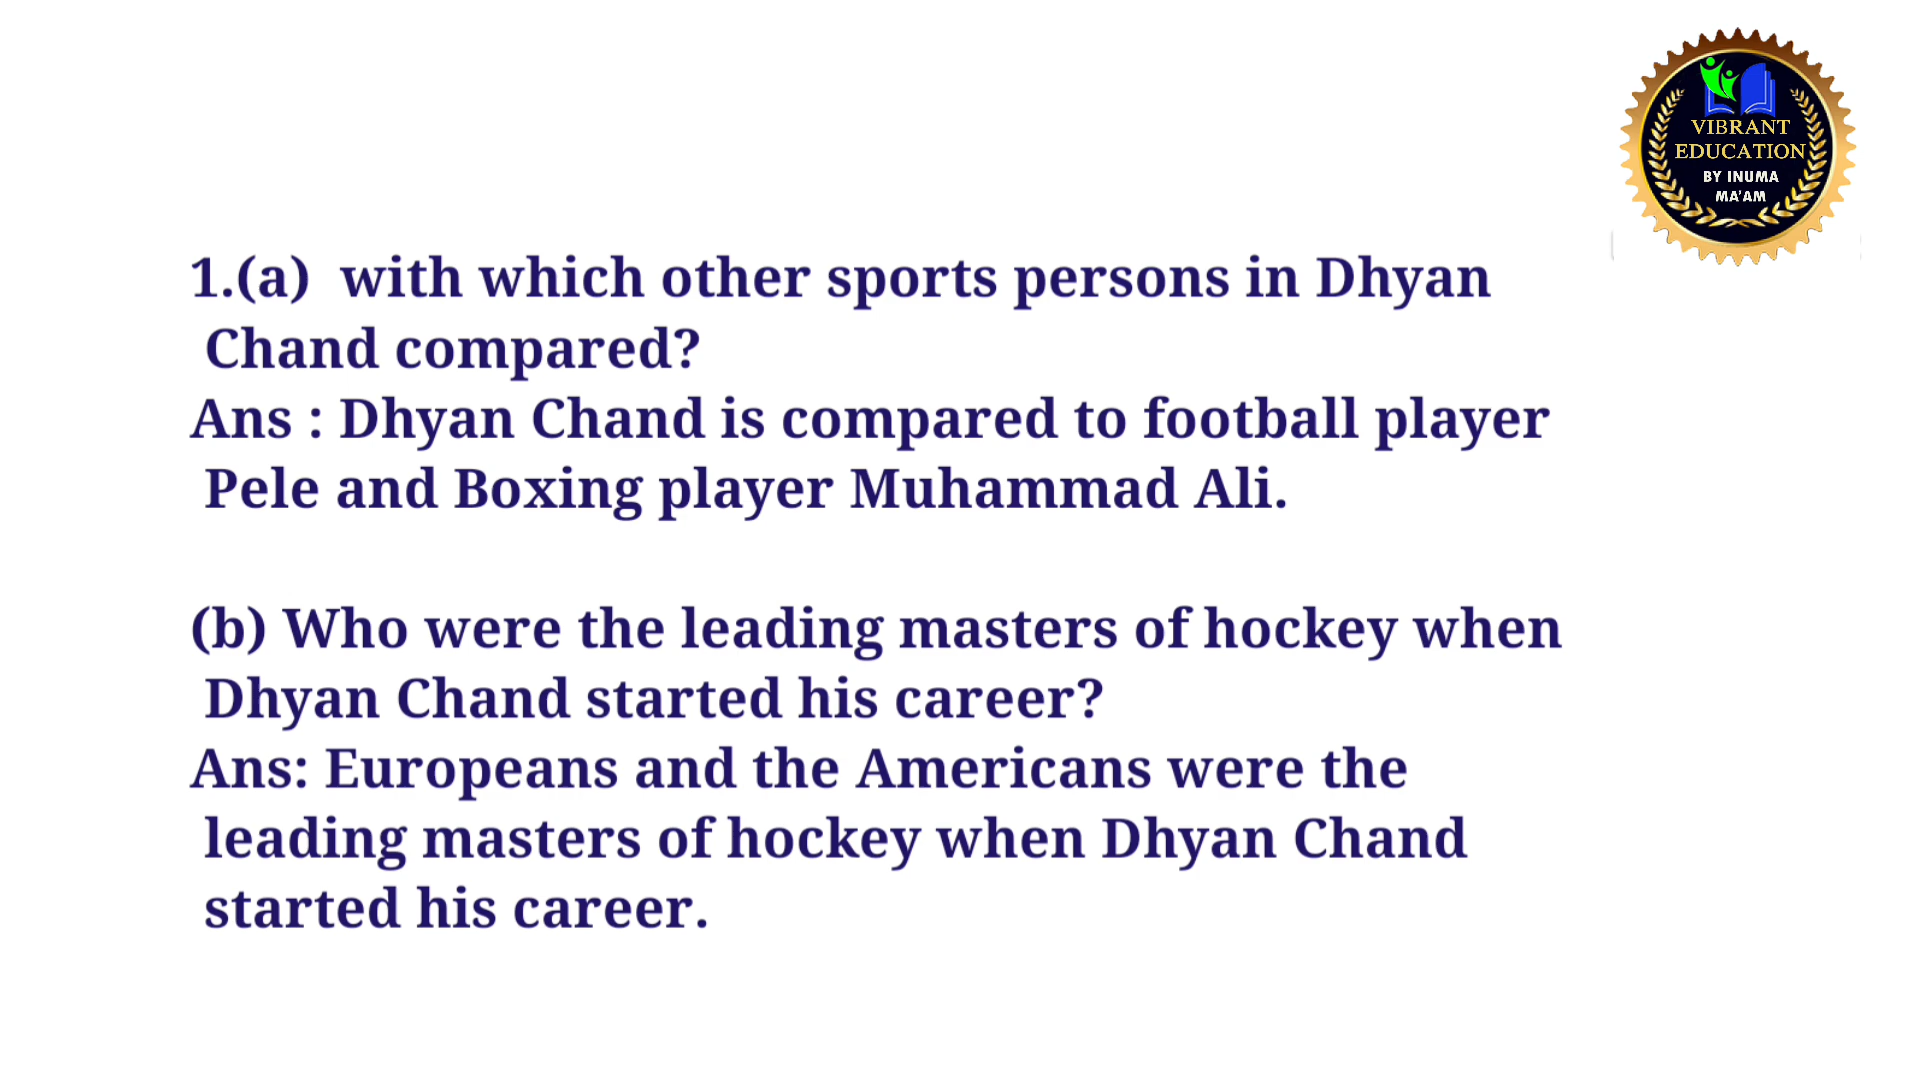 VIBRANT
EDUCATION
BY INUMA
MA'AM
1.(a) with which other sports persons in Dhyan
Chand compared?
Ans : Dhyan Chand is compared to football player
Pele and Boxing player Muhammad Ali.
(b) Who were the leading masters of hockey when
Dhyan Chand started his career?
Ans: Europeans and the Americans were the
leading masters of hockey when Dhyan Chand
started his career.